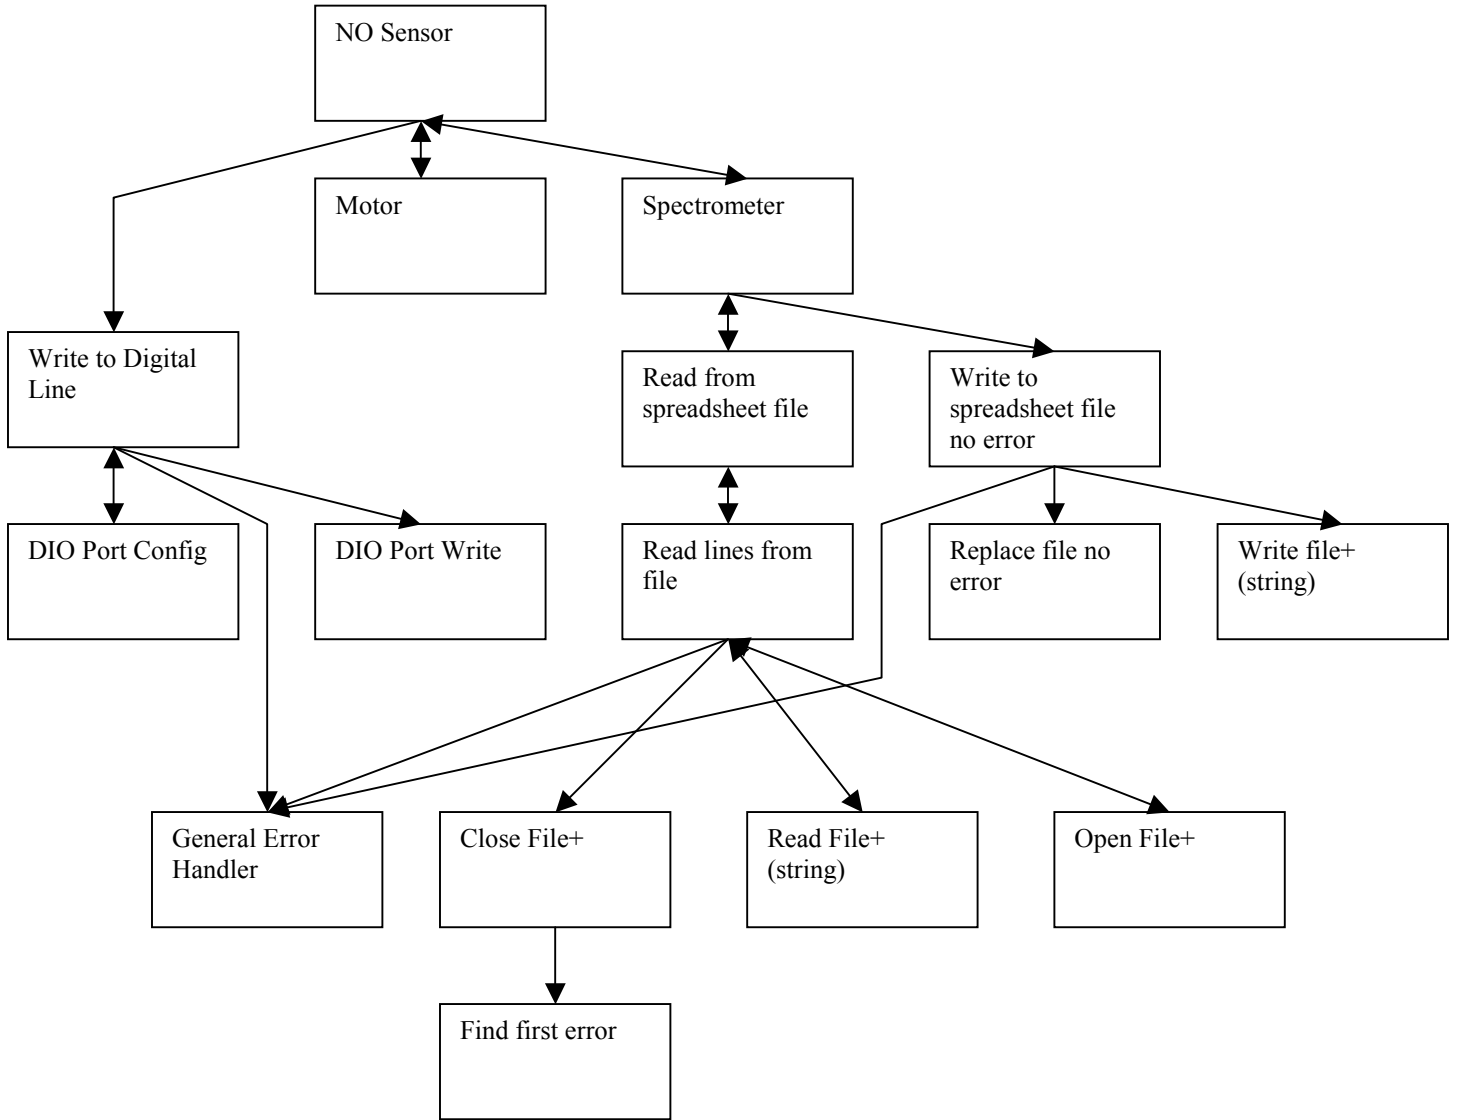 NO Sensor
Motor
Spectrometer
Write to Digital
Line
Read from
spreadsheet file
Write to
spreadsheet file
no error
DIO Port Config
DIO Port Write
Read lines from
file
Replace file no
error
Write file+
(string)
General Error
Handler
Close File+
Read File+
(string)
Open File+
Find first error